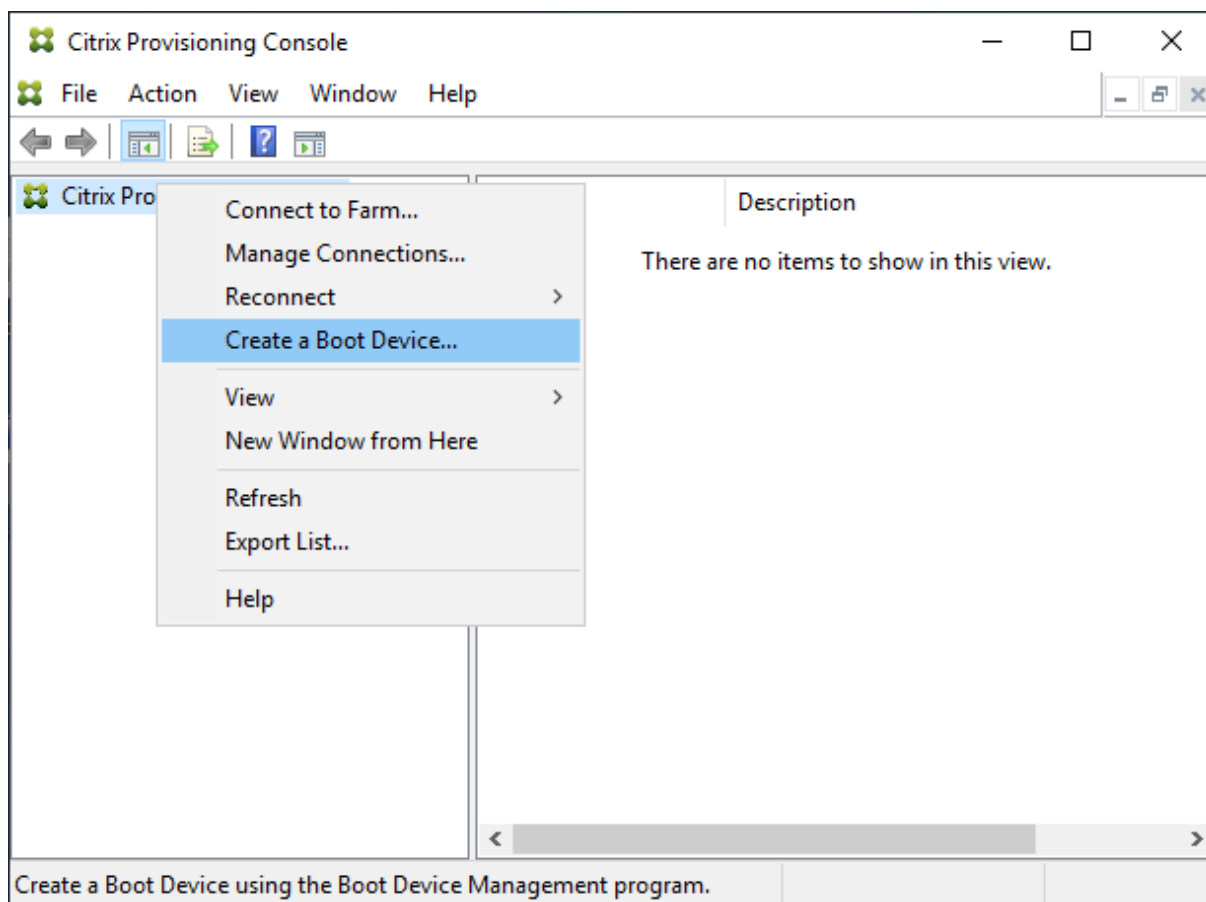 Citrix Provisioning Console
File Action View Window Help
Citrix Pro
Description
Connect to Farm...
Manage Connections...
There are no items to show in this view.
Reconnect
Create a Boot Device...
View
New Window from Here
Refresh
Export List...
Help
Create a Boot Device using the Boot Device Management program.